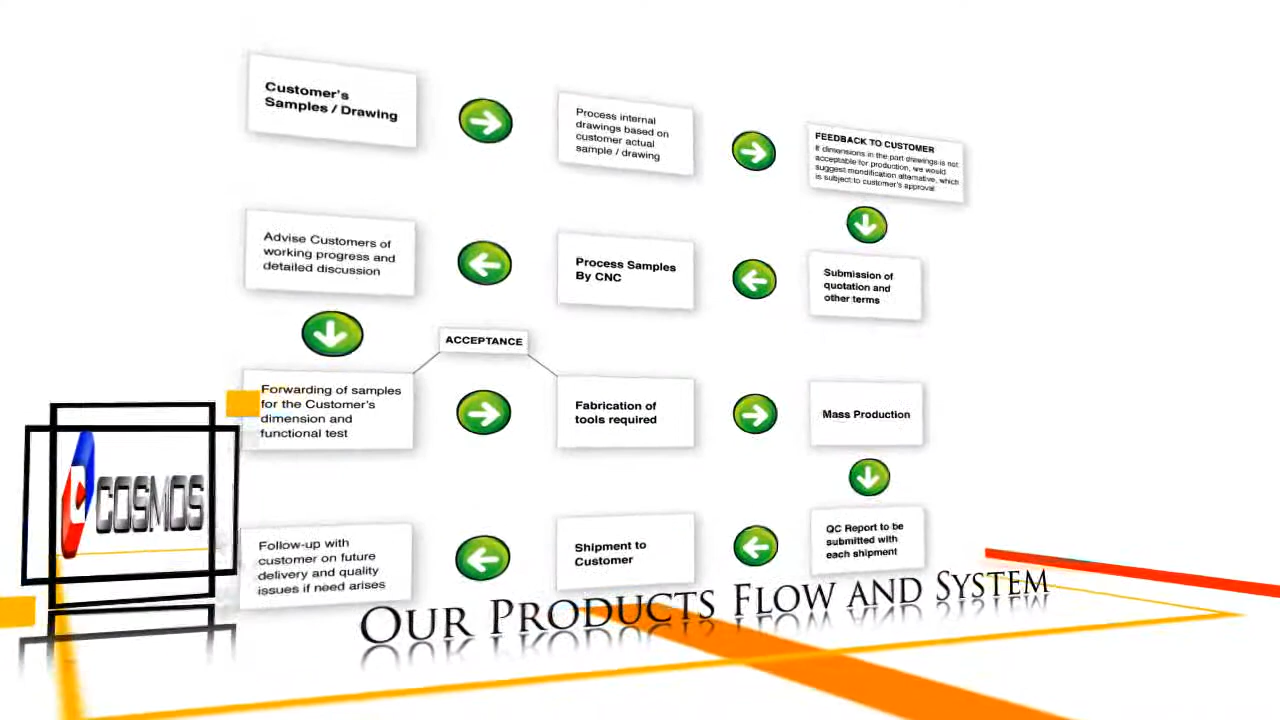 Customer's
Samples / Drawing
Process internal
drawings based on
customer actual
sample / drawing
FEEDBACK TO CUSTOMER
If dimensions in the part drawings is not
acceptable for production, we would
suggest mondification alternative, which
is subject to customer's approval
Advise Customers of
working progress and
detailed discussion
Process Samples
By CNC
Submission of
quotation and
other terms
ACCEPTANCE
Forwarding of samples
for the Customer's
dimension and
functional test
Fabrication of
tools required
Mass Production
COSMOS
Follow-up with
customer on future
delivery and quality
issues if need arises
Shipment to
Customer
QC Report to be
submitted with
each shipment
OUR PRODUCTS FLOW AND SYSTEM